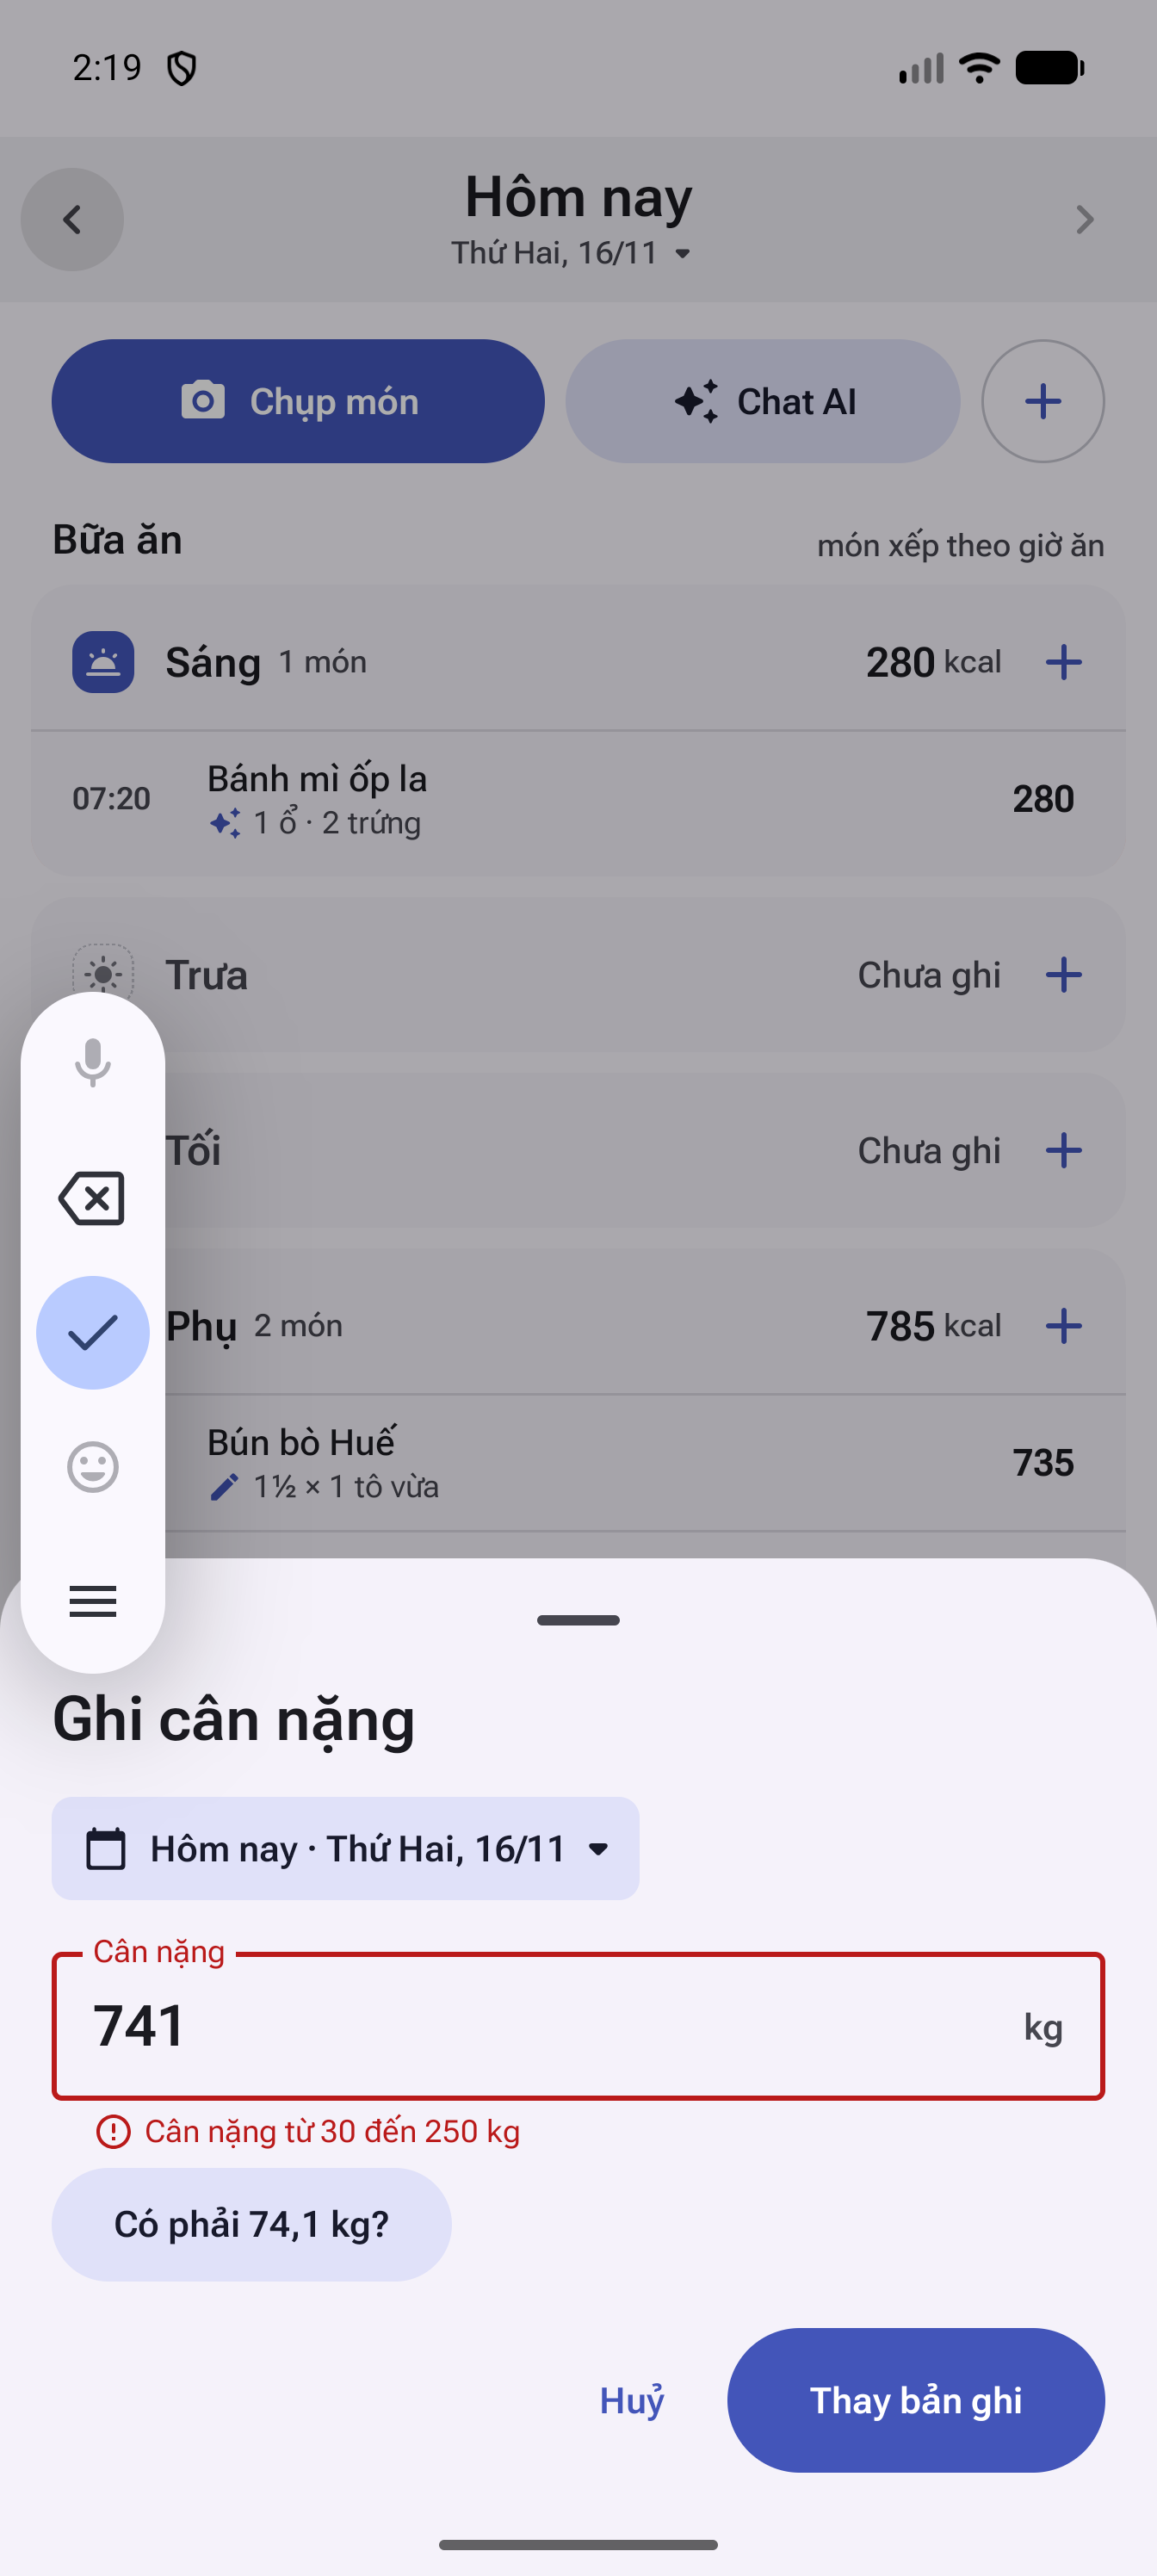 2:19
Hôm nay
Thứ Hai, 16/11
Chụp món
Chat AI
Bữa ăn
món xếp theo giờ ăn
Sáng 1 món 280 kcal
07:20 Bánh mì ốp la 280
1 ổ · 2 trứng
Trưa Chưa ghi
Tối Chưa ghi
Phụ 2 món 785 kcal
Bún bò Huế 735
1½ × 1 tô vừa
Ghi cân nặng
Hôm nay · Thứ Hai, 16/11
Cân nặng
741 kg
Cân nặng từ 30 đến 250 kg
Có phải 74,1 kg?
Huỷ
Thay bản ghi